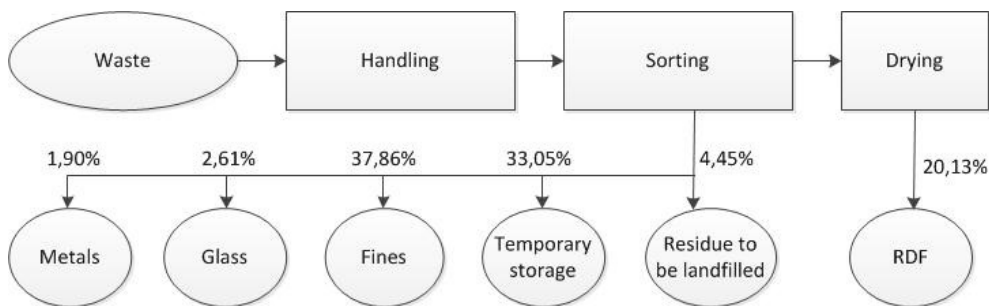 Waste
Handling
Sorting
Drying
1,90%
2,61%
37,86%
33,05%
4,45%
20,13%
Metals
Glass
Fines
Temporary
storage
Residue to
be landfilled
RDF